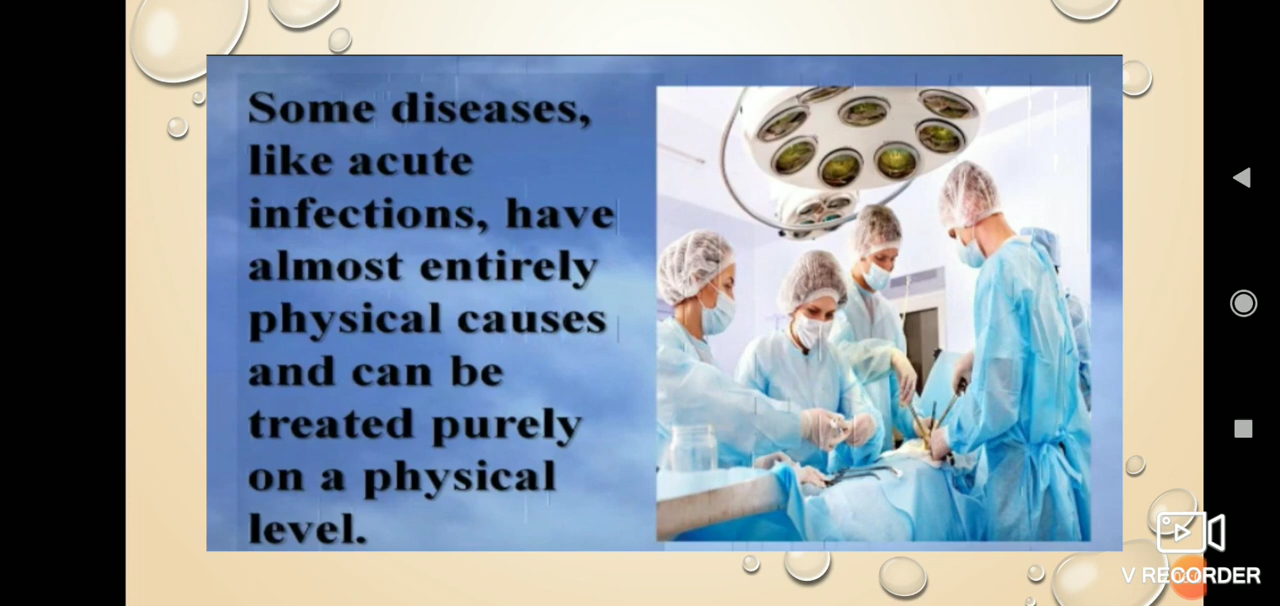 Some diseases,
like acute
infections, have
almost entirely
physical causes
and can be
treated purely
on a physical
level.
V RECORDER